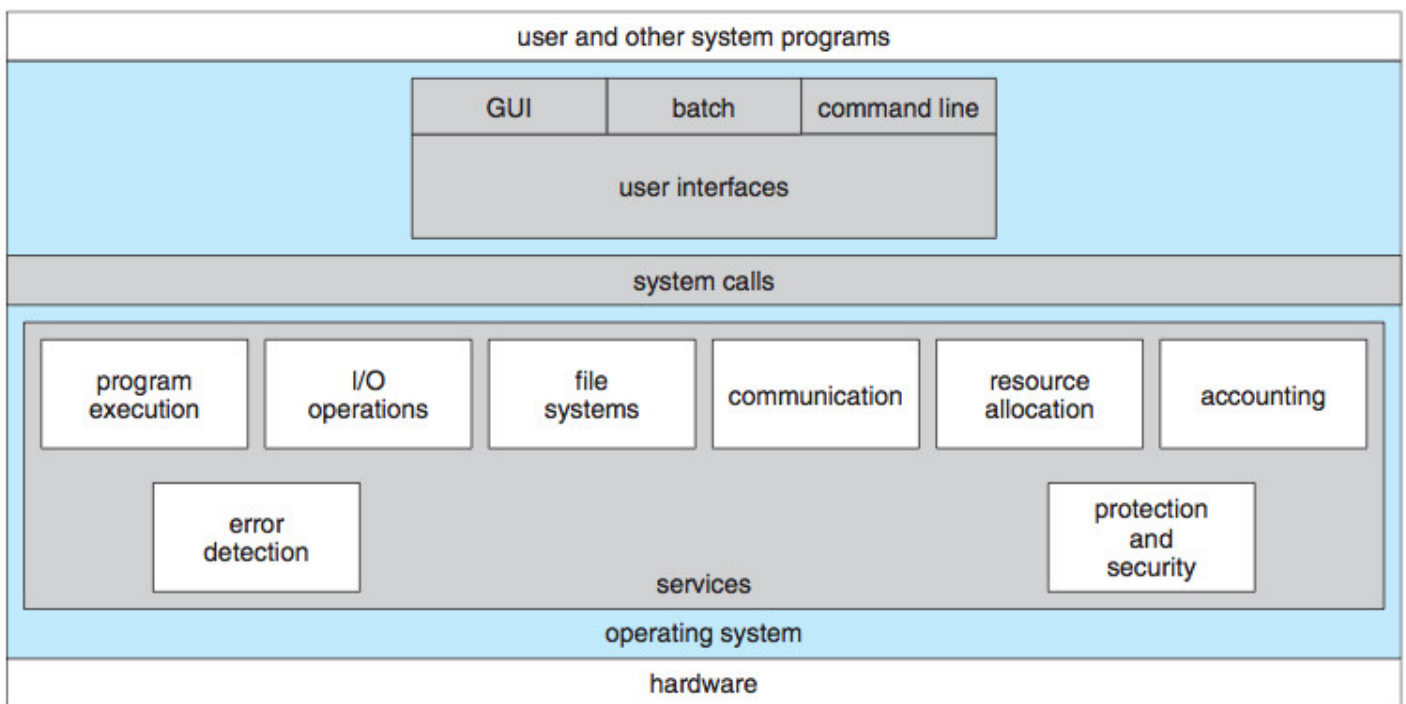 user and other system programs
GUI
batch
command line
user interfaces
system calls
program
execution
I/O
operations
file
systems
communication
resource
allocation
accounting
error
detection
protection
and
security
services
operating system
hardware